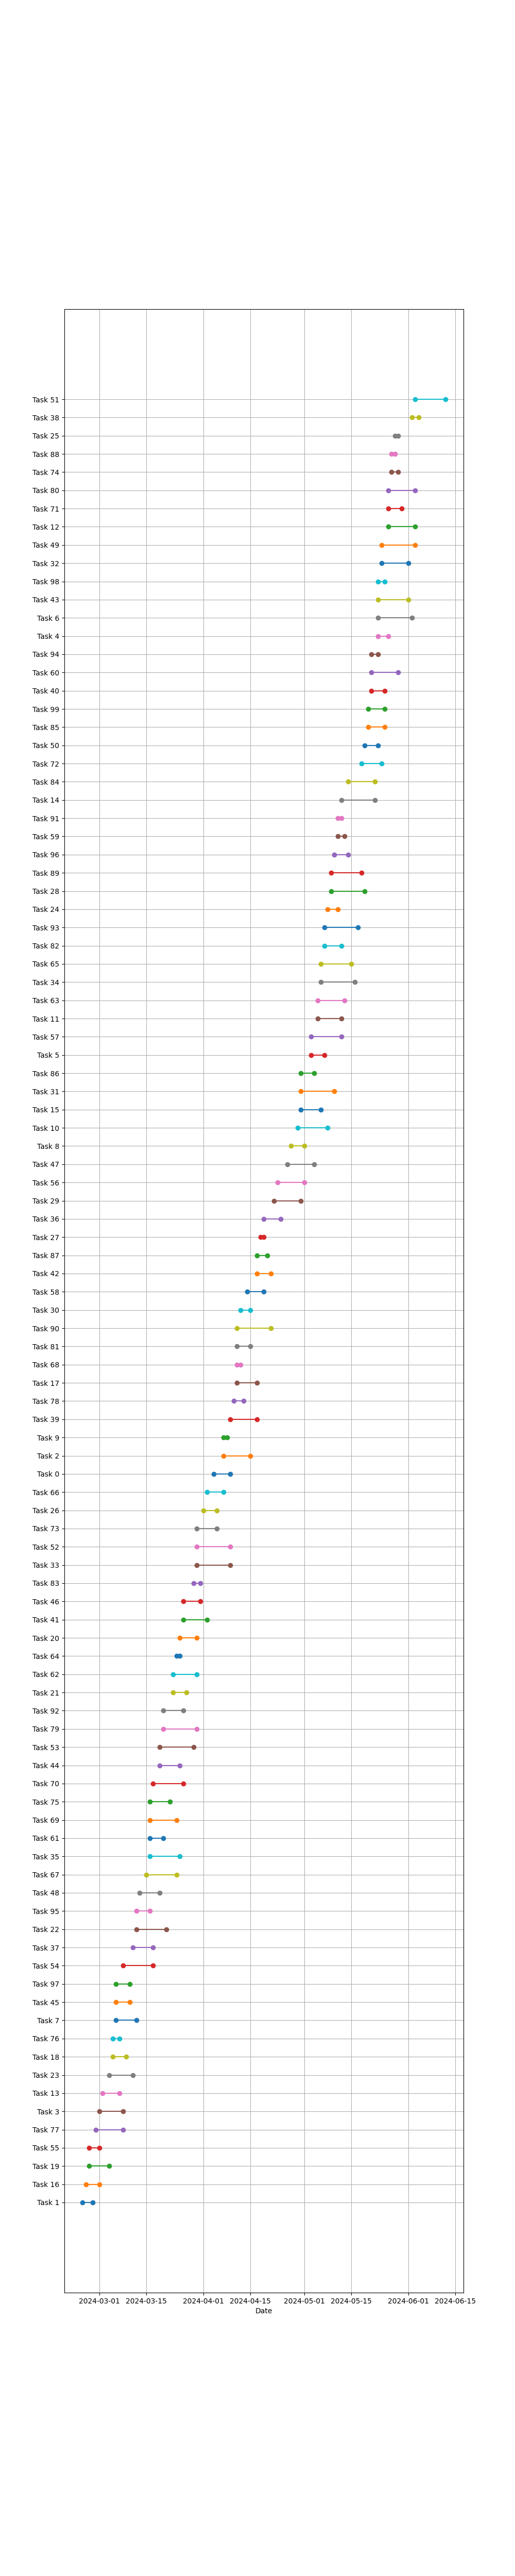 Task 51
Task 38
Task 25
Task 88
Task 74
Task 80
Task 71
Task 12
Task 49
Task 32
Task 98
Task 43
Task 6
Task 4
Task 94
Task 60
Task 40
Task 99
Task 85
Task 50
Task 72
Task 84
Task 14
Task 91
Task 59
Task 96
Task 89
Task 28
Task 24
Task 93
Task 82
Task 65
Task 34
Task 63
Task 11
Task 57
Task 5
Task 86
Task 31
Task 15
Task 10
Task 8
Task 47
Task 56
Task 29
Task 36
Task 27
Task 87
Task 42
Task 58
Task 30
Task 90
Task 81
Task 68
Task 17
Task 78
Task 39
Task 9
Task 2
Task 0
Task 66
Task 26
Task 73
Task 52
Task 33
Task 83
Task 46
Task 41
Task 20
Task 64
Task 62
Task 21
Task 92
Task 79
Task 53
Task 44
Task 70
Task 75
Task 69
Task 61
Task 35
Task 67
Task 48
Task 95
Task 22
Task 37
Task 54
Task 97
Task 45
Task 7
Task 76
Task 18
Task 23
Task 13
Task 3
Task 77
Task 55
Task 19
Task 16
Task 1
2024-03-01 2024-03-15 2024-04-01 2024-04-15 2024-05-01 2024-05-15 2024-06-01 2024-06-15
Date